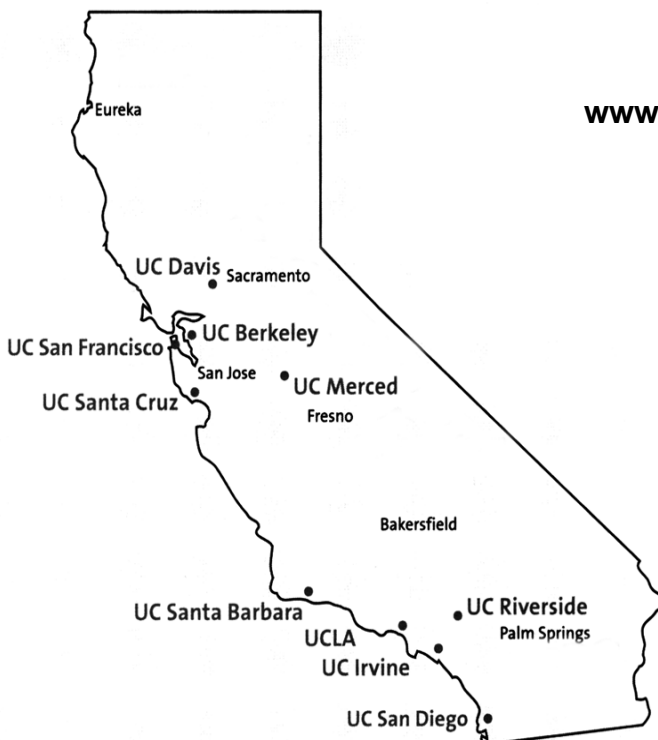 Eureka
www
UC Davis
Sacramento
UC Berkeley
UC San Francisco
San Jose
UC Merced
UC Santa Cruz
Fresno
Bakersfield
UC Santa Barbara
UC Riverside
UCLA
Palm Springs
UC Irvine
UC San Diego